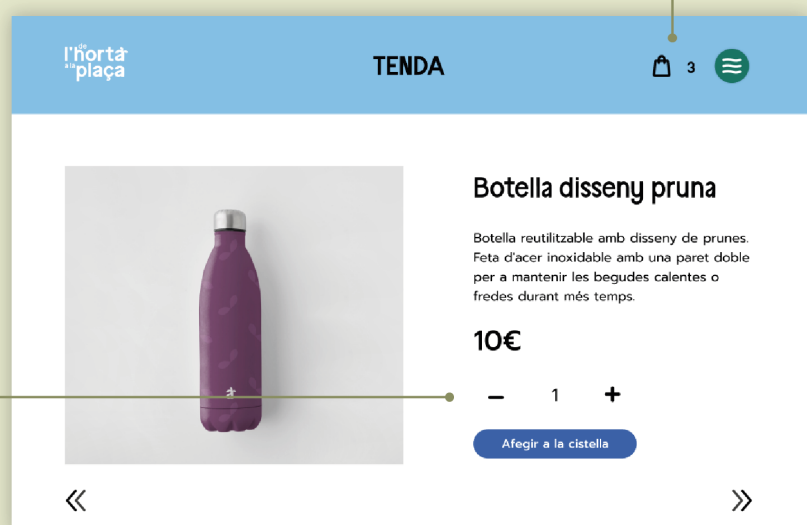 de
l'horta
a la
plaça
TENDA
3
Botella disseny pruna
Botella reutilitzable amb disseny de prunes.
Feta d'acer inoxidable amb una paret doble
per a mantenir les begudes calentes o
fredes durant més temps.
10€
– 1 +
Afegir a la cistella